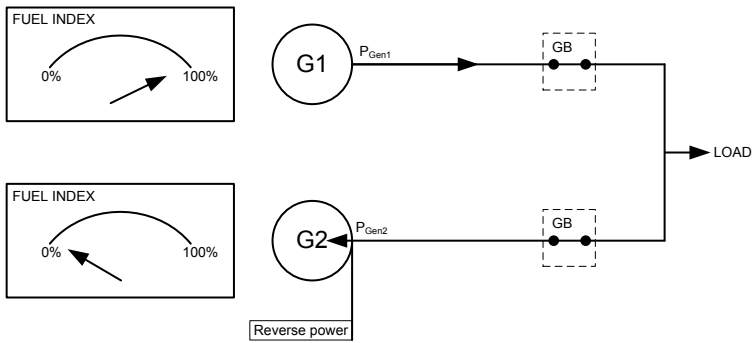 FUEL INDEX
0%
100%
G1
P_Gen1
GB
LOAD
FUEL INDEX
0%
100%
G2
P_Gen2
GB
Reverse power